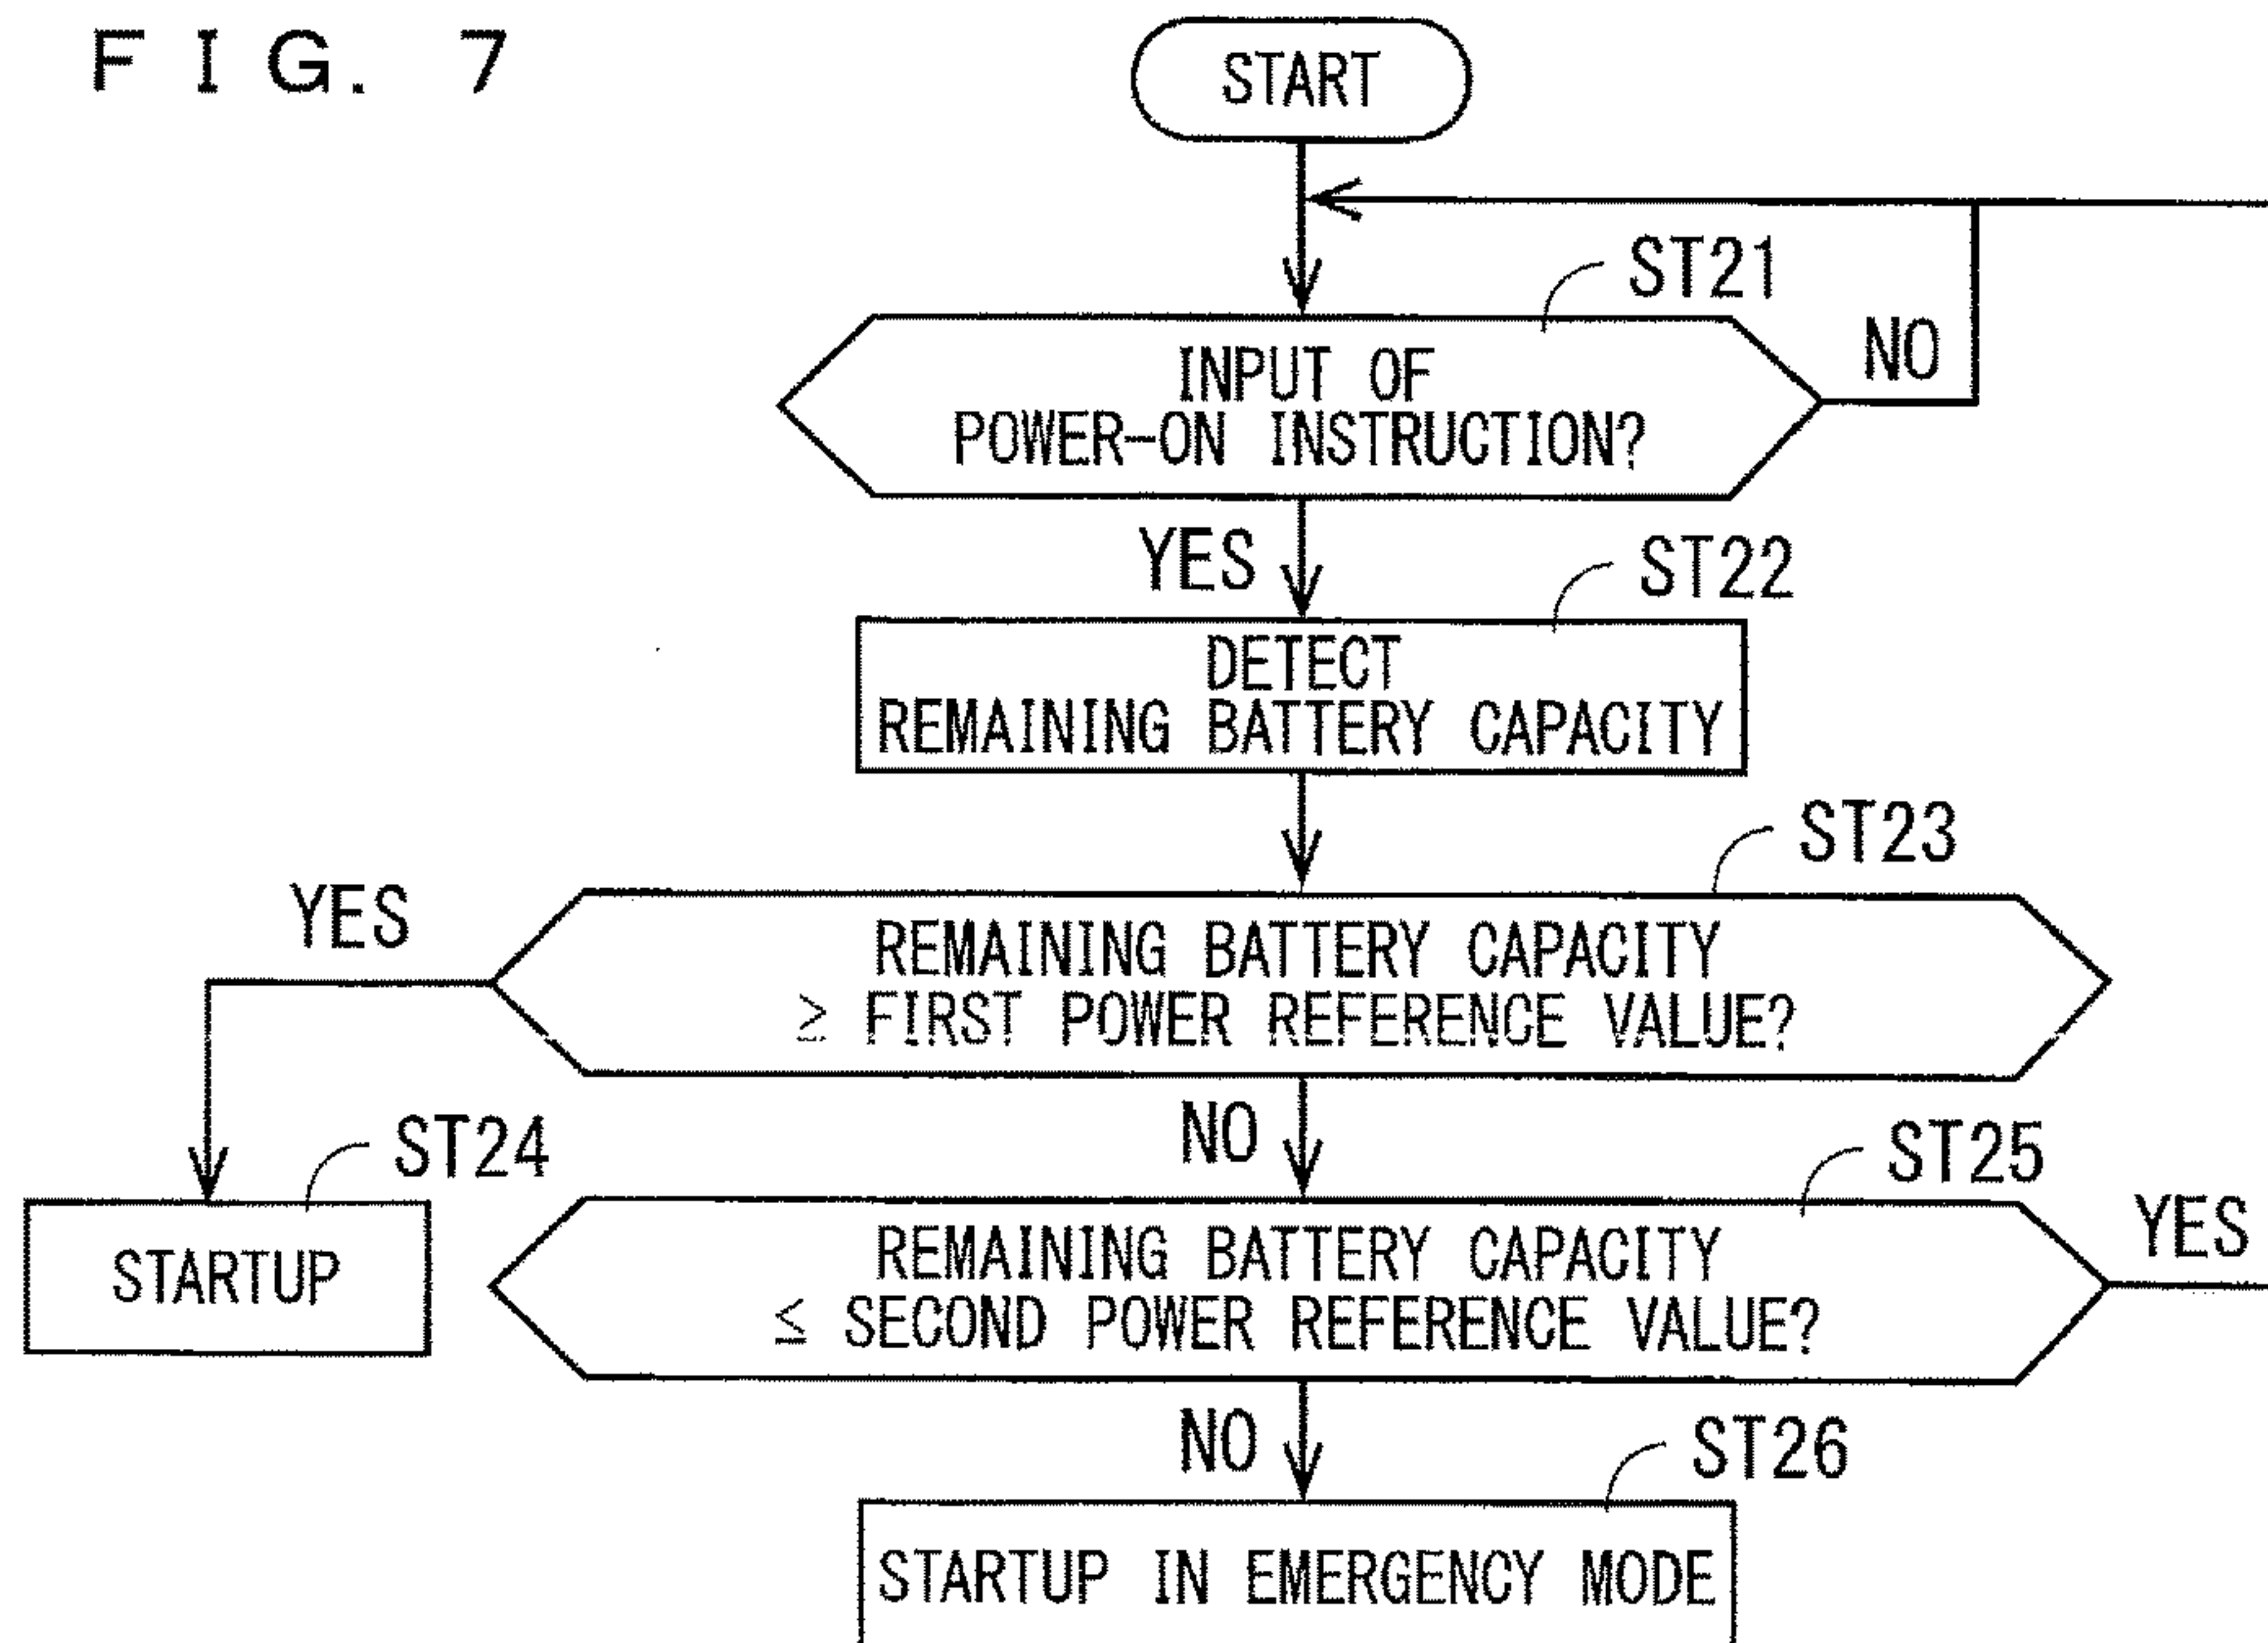 FIG. 7
START
ST21
INPUT OF
POWER-ON INSTRUCTION?
NO
YES
ST22
DETECT
REMAINING BATTERY CAPACITY
ST23
YES
REMAINING BATTERY CAPACITY
≥ FIRST POWER REFERENCE VALUE?
NO
ST24
STARTUP
ST25
REMAINING BATTERY CAPACITY
≤ SECOND POWER REFERENCE VALUE?
YES
NO
ST26
STARTUP IN EMERGENCY MODE